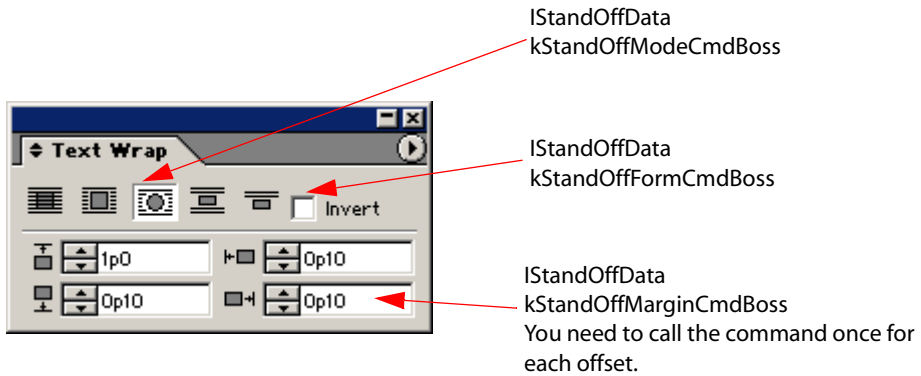 IStandOffData
kStandOffModeCmdBoss
Text Wrap
IStandOffData
kStandOffFormCmdBoss
Invert
1p0
0p10
0p10
0p10
IStandOffData
kStandOffMarginCmdBoss
You need to call the command once for
each offset.